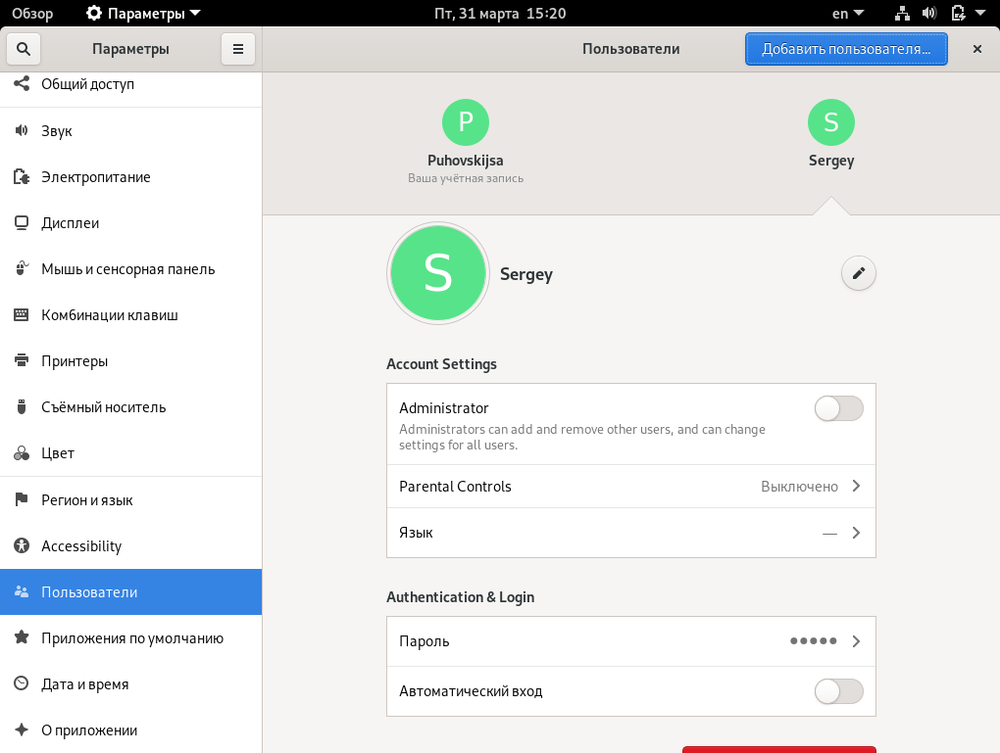 Обзор
Параметры
Пт, 31 марта 15:20
en
Параметры
Пользователи
Добавить пользователя…
Общий доступ
Звук
Электропитание
Дисплеи
Мышь и сенсорная панель
Комбинации клавиш
Принтеры
Съёмный носитель
Цвет
Регион и язык
Accessibility
Пользователи
Приложения по умолчанию
Дата и время
О приложении
P
Puhovskijsa
Ваша учётная запись
S
Sergey
S
Sergey
Account Settings
Administrator
Administrators can add and remove other users, and can change
settings for all users.
Parental Controls
Выключено
Язык
—
Authentication & Login
Пароль
●●●●●
Автоматический вход